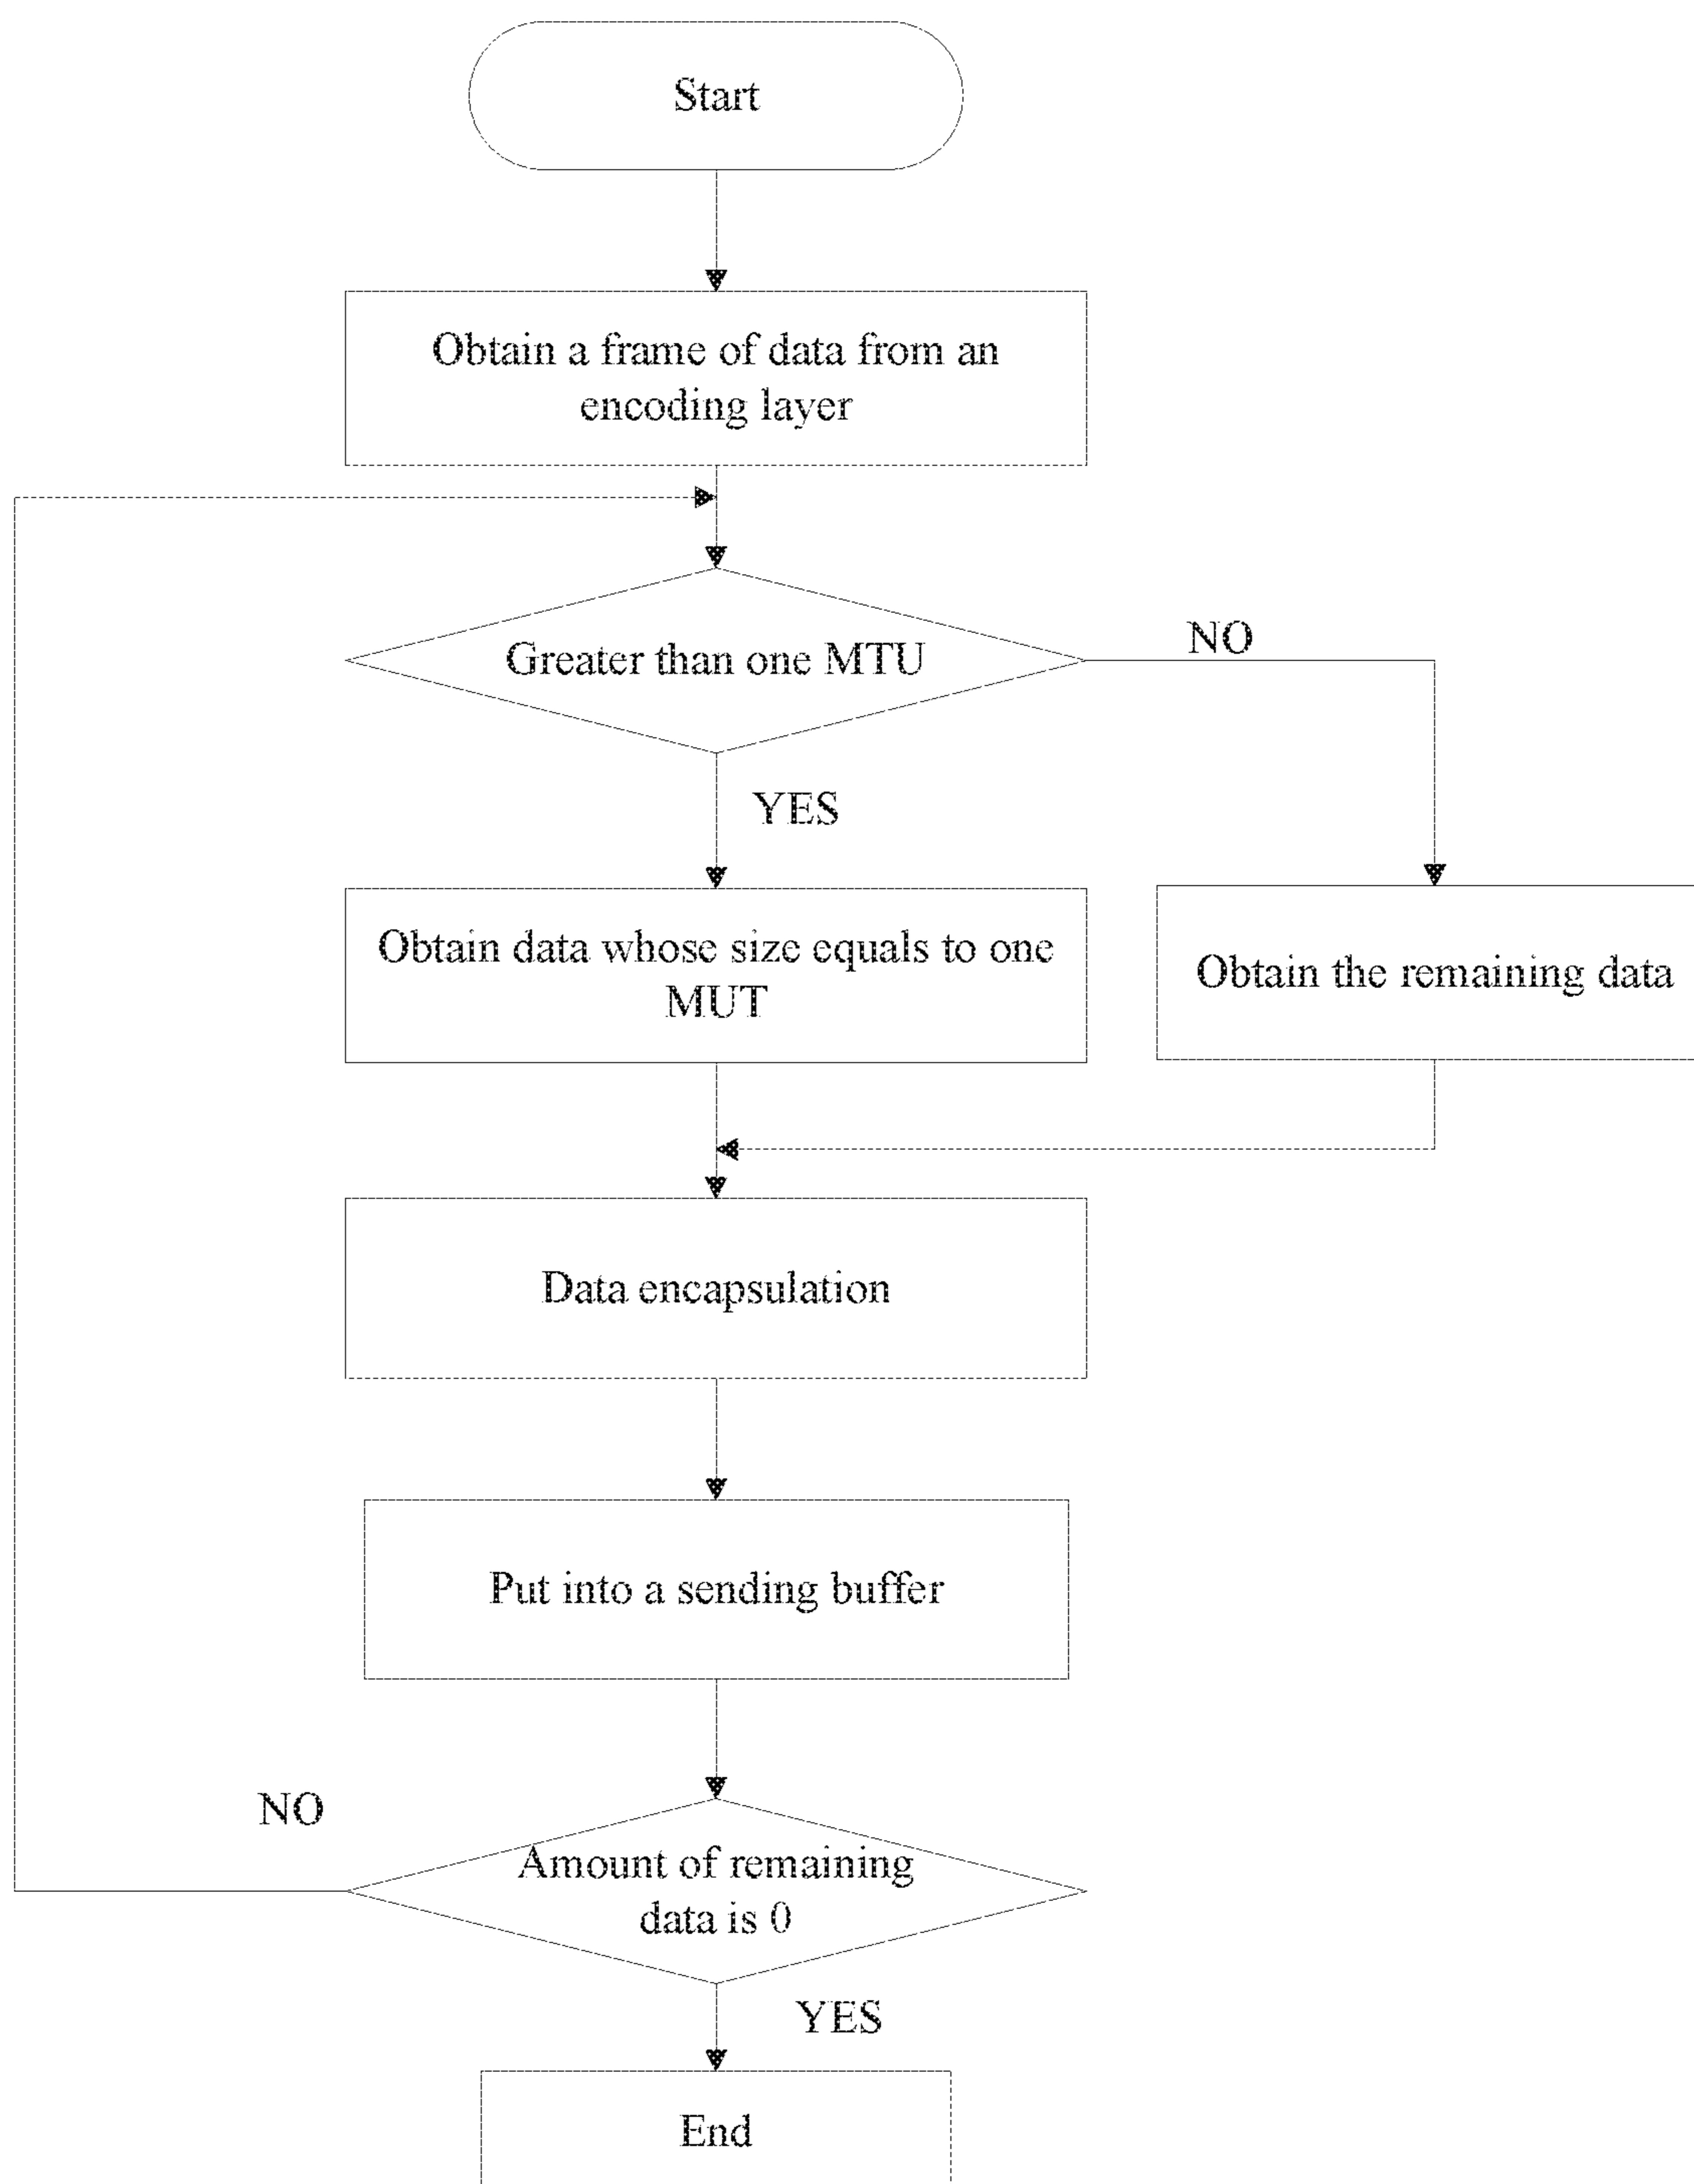 Start
Obtain a frame of data from an
encoding layer
Greater than one MTU
NO
YES
Obtain data whose size equals to one
MUT
Obtain the remaining data
Data encapsulation
Put into a sending buffer
NO
Amount of remaining
data is 0
YES
End